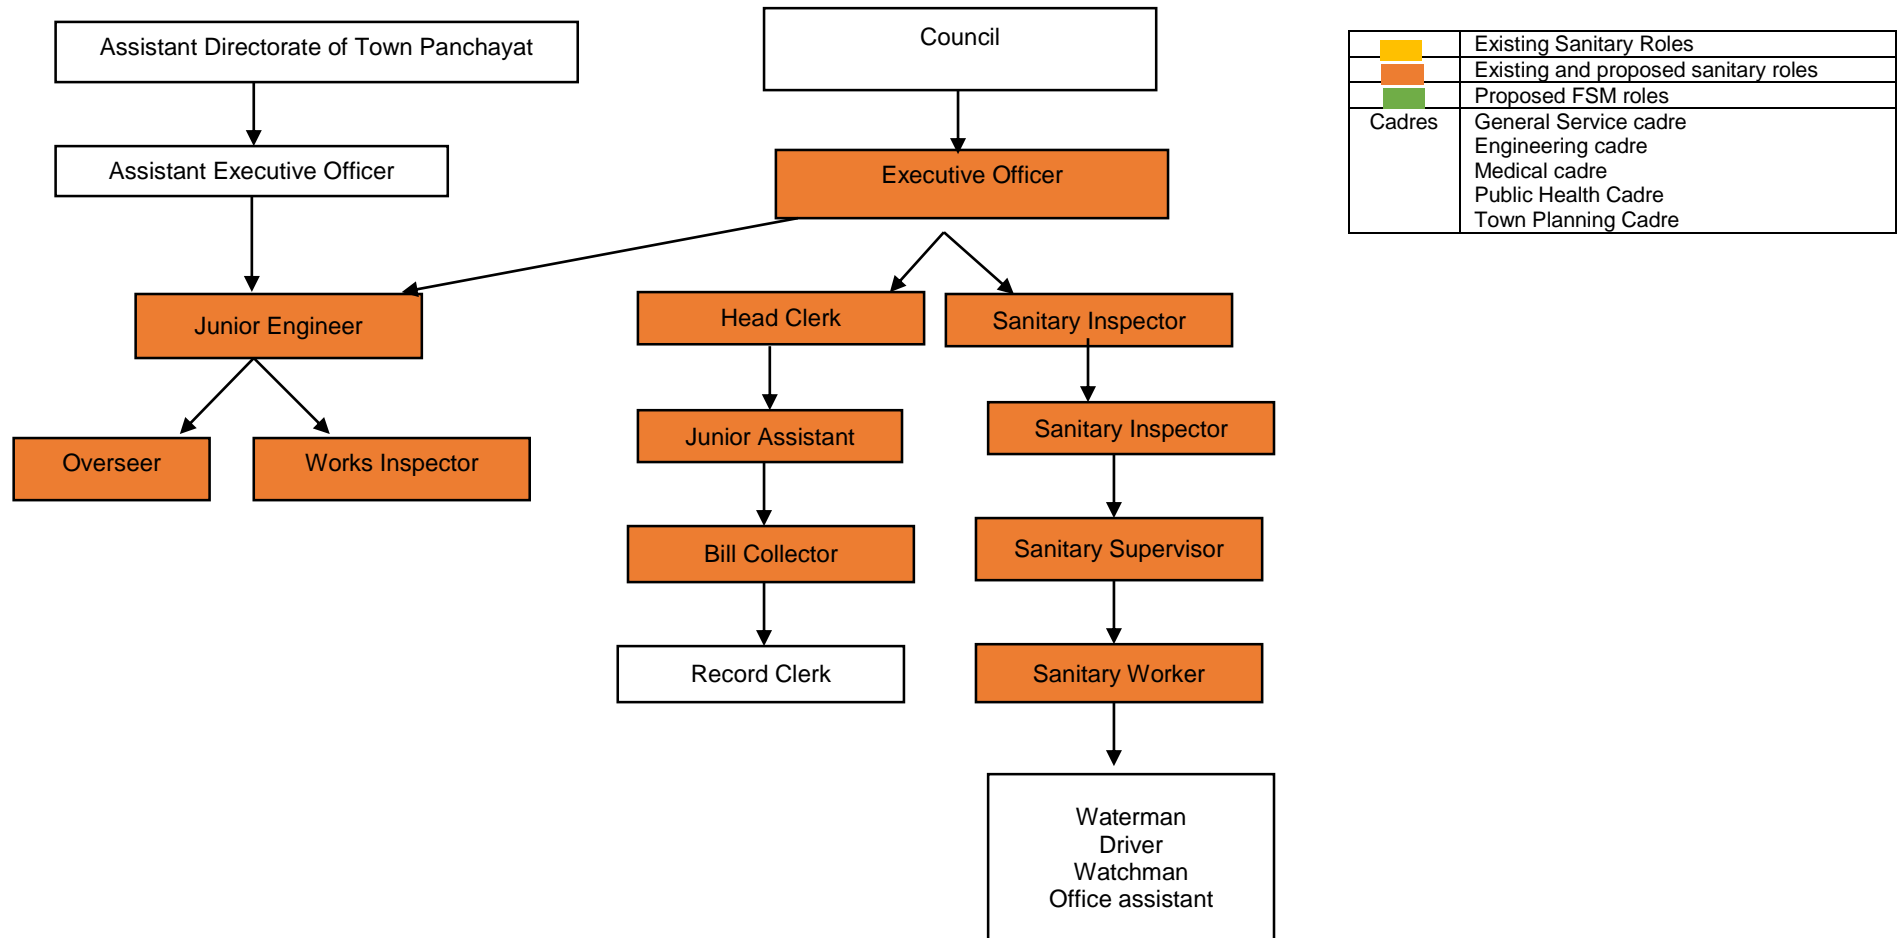 Assistant Directorate of Town Panchayat
Council
Existing Sanitary Roles
Existing and proposed sanitary roles
Proposed FSM roles
Cadres
General Service cadre
Engineering cadre
Medical cadre
Public Health Cadre
Town Planning Cadre
Assistant Executive Officer
Executive Officer
Junior Engineer
Head Clerk
Sanitary Inspector
Overseer
Works Inspector
Junior Assistant
Sanitary Inspector
Bill Collector
Sanitary Supervisor
Record Clerk
Sanitary Worker
Waterman
Driver
Watchman
Office assistant